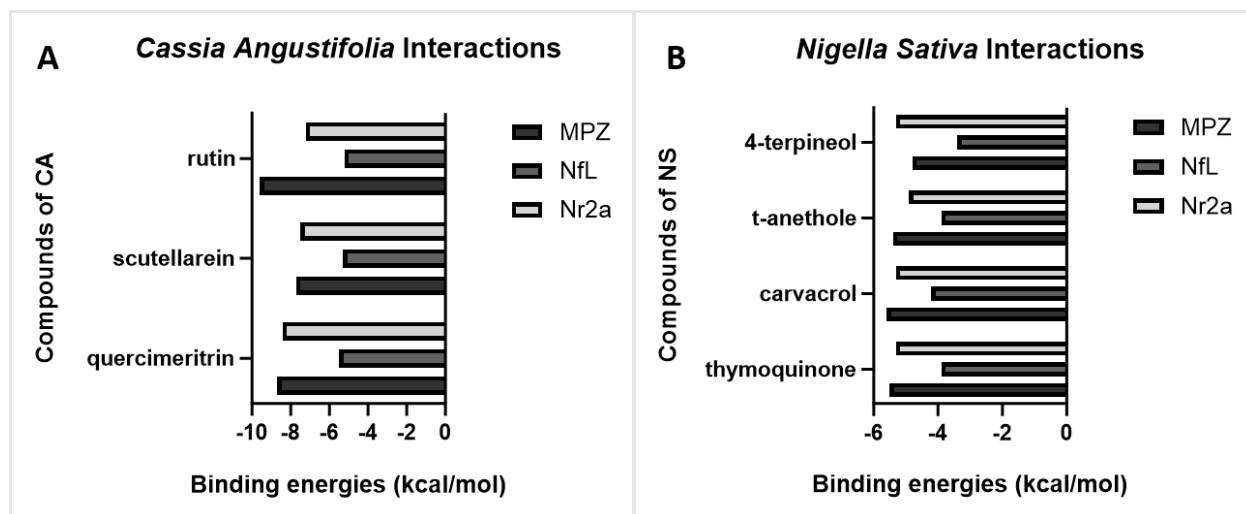 A
Cassia Angustifolia Interactions
Compounds of CA
rutin
scutellarein
quercimeritrin
MPZ
NfL
Nr2a
-10 -8 -6 -4 -2 0
Binding energies (kcal/mol)
B
Nigella Sativa Interactions
Compounds of NS
4-terpineol
t-anethole
carvacrol
thymoquinone
MPZ
NfL
Nr2a
-6 -4 -2 0
Binding energies (kcal/mol)